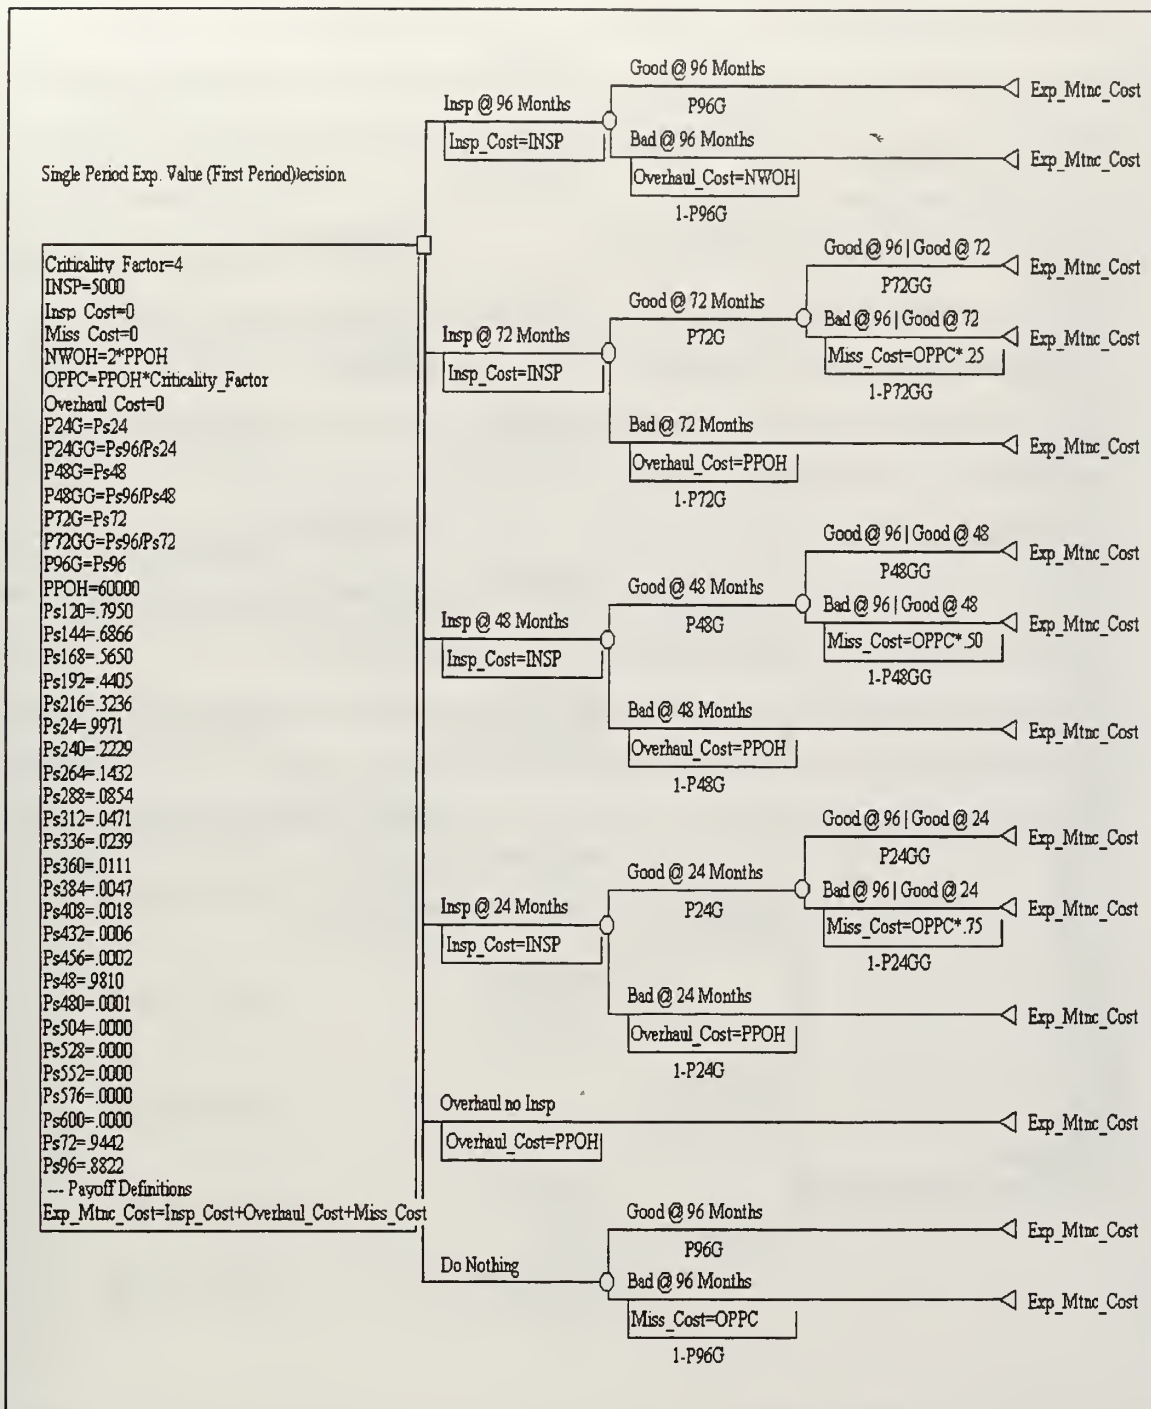 Single Period Exp. Value (First Period))ecision
Criticality Factor=4
INSP=5000
Insp Cost=0
Miss Cost=0
NWOH=2*PPOH
OPPC=PPOH*Criticality_Factor
Overhaul Cost=0
P24G=Ps24
P24GG=Ps96/Ps24
P48G=Ps48
P48GG=Ps96/Ps48
P72G=Ps72
P72GG=Ps96/Ps72
P96G=Ps96
PPOH=60000
Ps120=.7950
Ps144=.6866
Ps168=.5650
Ps192=.4405
Ps216=.3236
Ps24=.9971
Ps240=.2229
Ps264=.1432
Ps288=.0854
Ps312=.0471
Ps336=.0239
Ps360=.0111
Ps384=.0047
Ps408=.0018
Ps432=.0006
Ps456=.0002
Ps48=.9810
Ps480=.0001
Ps504=.0000
Ps528=.0000
Ps552=.0000
Ps576=.0000
Ps600=.0000
Ps72=.9442
Ps96=.8822
--- Payoff Definitions
Exp_Mtnc_Cost=Insp_Cost+Overhaul_Cost+Miss_Cost
Insp @ 96 Months
Insp_Cost=INSP
Good @ 96 Months
P96G
Exp_Mtnc_Cost
Bad @ 96 Months
Overhaul_Cost=NWOH
1-P96G
Exp_Mtnc_Cost
Insp @ 72 Months
Insp_Cost=INSP
Good @ 72 Months
P72G
Good @ 96 | Good @ 72
P72GG
Exp_Mtnc_Cost
Bad @ 96 | Good @ 72
Miss_Cost=OPPC*.25
1-P72GG
Exp_Mtnc_Cost
Bad @ 72 Months
Overhaul_Cost=PPOH
1-P72G
Exp_Mtnc_Cost
Insp @ 48 Months
Insp_Cost=INSP
Good @ 48 Months
P48G
Good @ 96 | Good @ 48
P48GG
Exp_Mtnc_Cost
Bad @ 96 | Good @ 48
Miss_Cost=OPPC*.50
1-P48GG
Exp_Mtnc_Cost
Bad @ 48 Months
Overhaul_Cost=PPOH
1-P48G
Exp_Mtnc_Cost
Insp @ 24 Months
Insp_Cost=INSP
Good @ 24 Months
P24G
Good @ 96 | Good @ 24
P24GG
Exp_Mtnc_Cost
Bad @ 96 | Good @ 24
Miss_Cost=OPPC*.75
1-P24GG
Exp_Mtnc_Cost
Bad @ 24 Months
Overhaul_Cost=PPOH
1-P24G
Exp_Mtnc_Cost
Overhaul no Insp
Overhaul_Cost=PPOH
Exp_Mtnc_Cost
Do Nothing
Good @ 96 Months
P96G
Exp_Mtnc_Cost
Bad @ 96 Months
Miss_Cost=OPPC
1-P96G
Exp_Mtnc_Cost